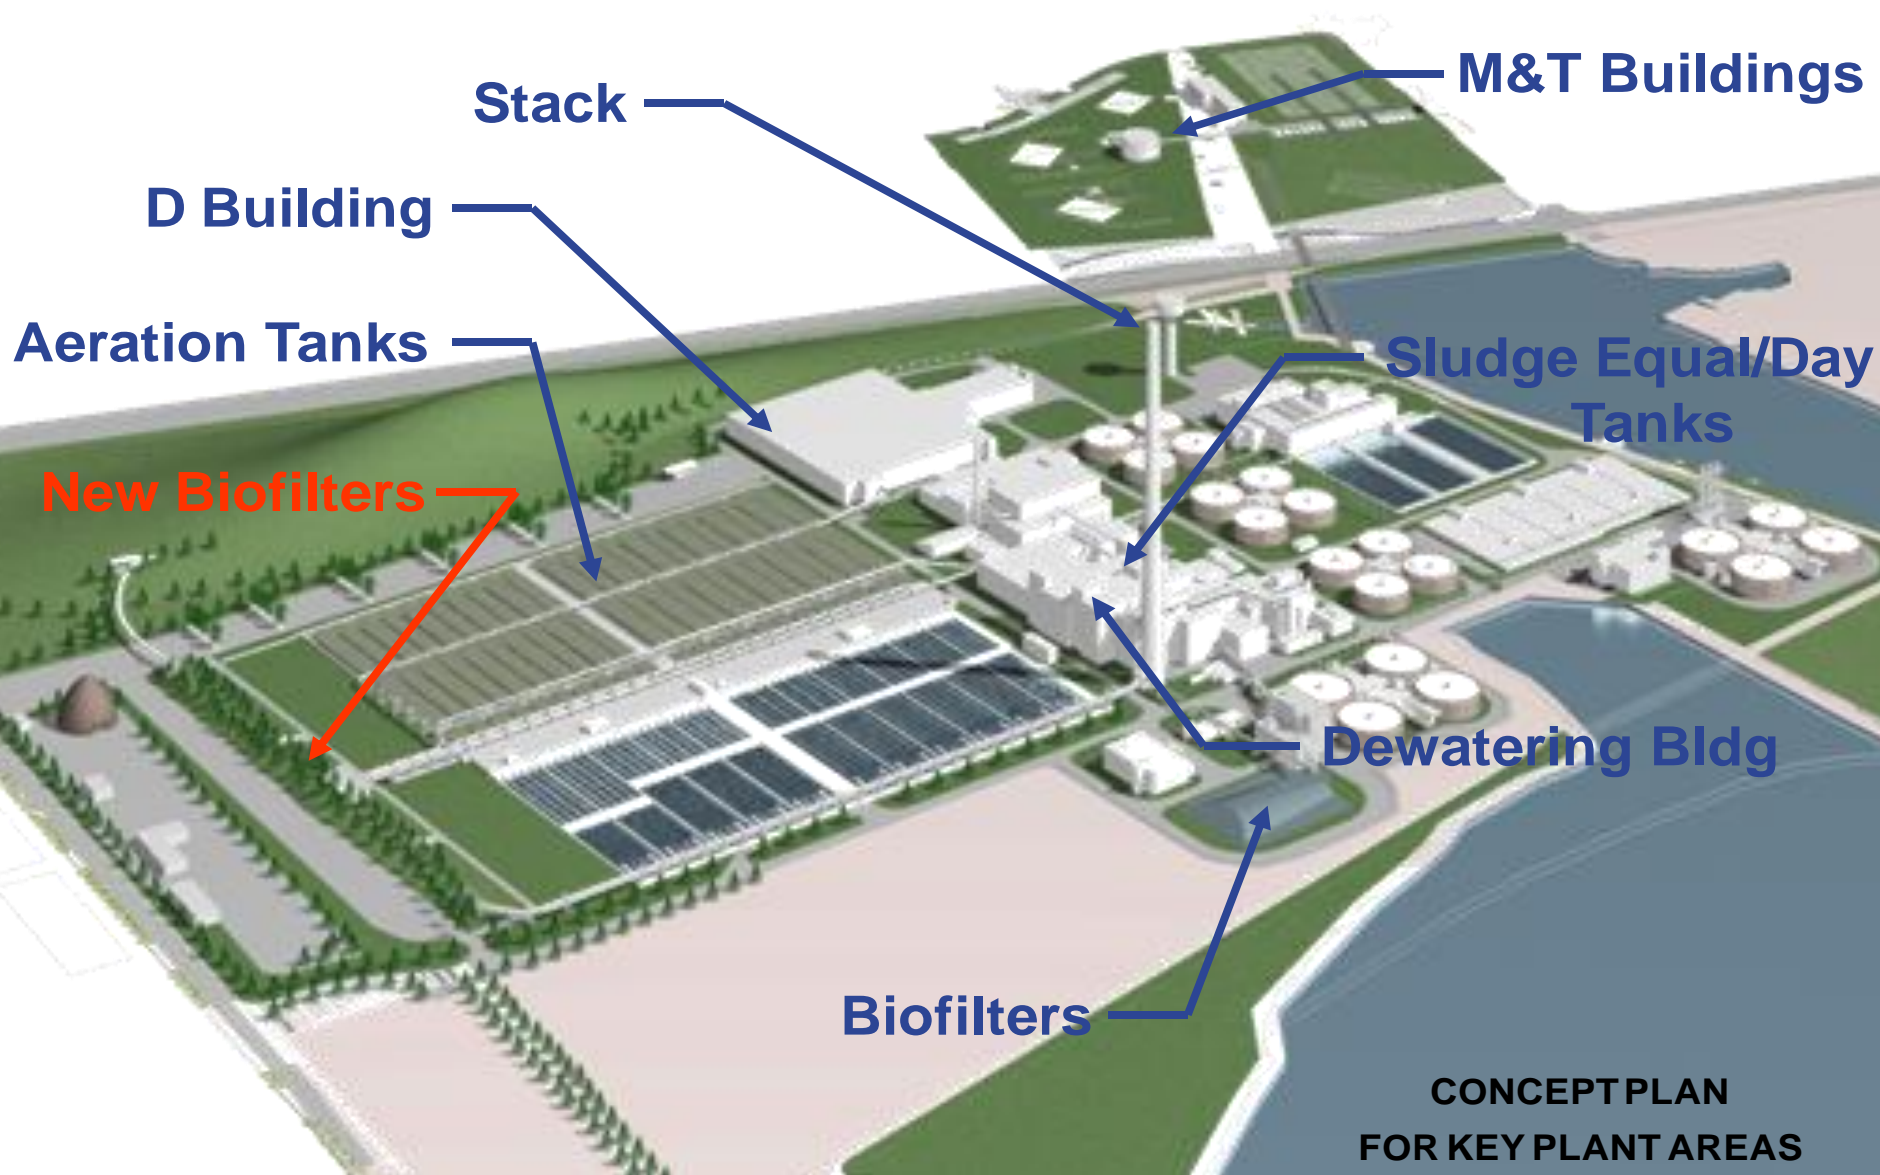 Stack
M&T Buildings
D Building
Aeration Tanks
Sludge Equal/Day
Tanks
New Biofilters
Dewatering Bldg
Biofilters
CONCEPT PLAN
FOR KEY PLANT AREAS